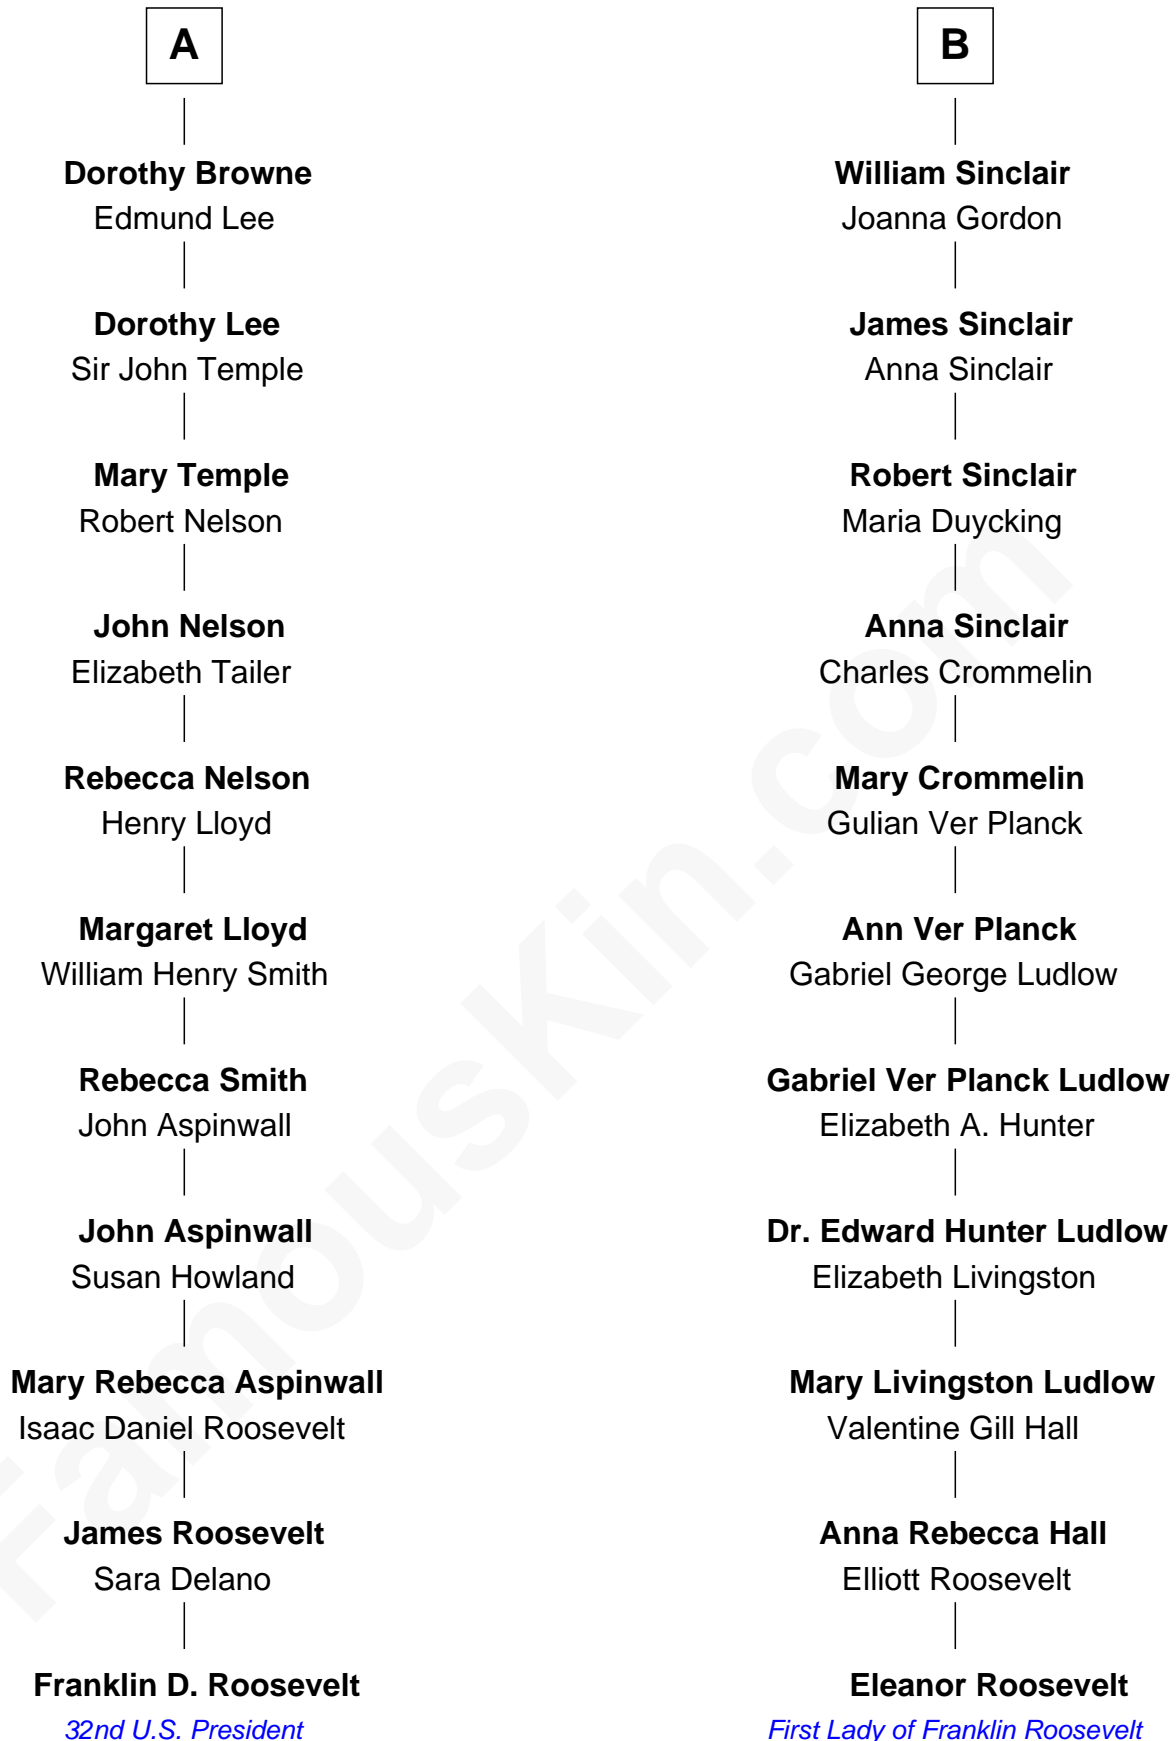 A
Dorothy Browne
Edmund Lee
Dorothy Lee
Sir John Temple
Mary Temple
Robert Nelson
John Nelson
Elizabeth Tailer
Rebecca Nelson
Henry Lloyd
Margaret Lloyd
William Henry Smith
Rebecca Smith
John Aspinwall
John Aspinwall
Susan Howland
Mary Rebecca Aspinwall
Isaac Daniel Roosevelt
James Roosevelt
Sara Delano
Franklin D. Roosevelt
32nd U.S. President
B
William Sinclair
Joanna Gordon
James Sinclair
Anna Sinclair
Robert Sinclair
Maria Duycking
Anna Sinclair
Charles Crommelin
Mary Crommelin
Gulian Ver Planck
Ann Ver Planck
Gabriel George Ludlow
Gabriel Ver Planck Ludlow
Elizabeth A. Hunter
Dr. Edward Hunter Ludlow
Elizabeth Livingston
Mary Livingston Ludlow
Valentine Gill Hall
Anna Rebecca Hall
Elliott Roosevelt
Eleanor Roosevelt
First Lady of Franklin Roosevelt
FamousKin.com